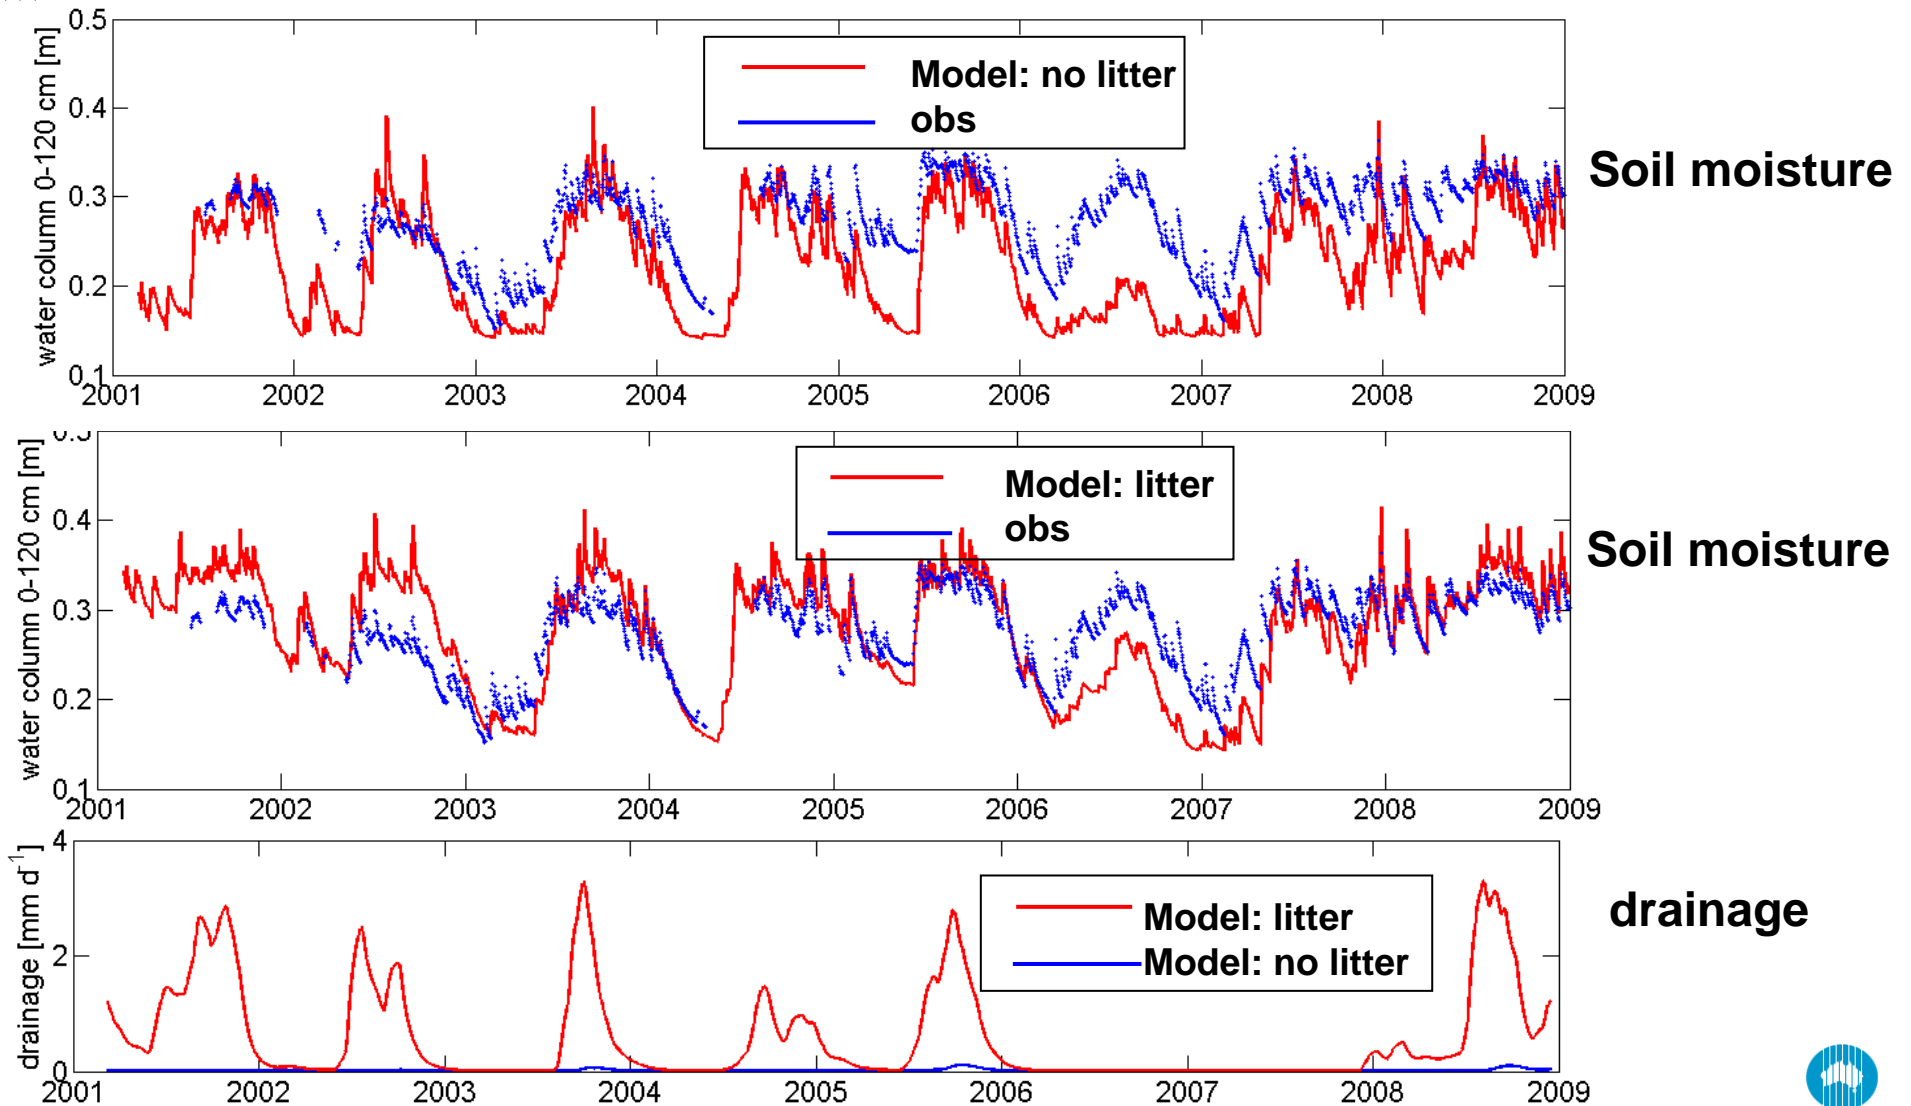 0.5
0.4
0.3
0.2
0.1
water column 0-120 cm [m]
Model: no litter
obs
Soil moisture
2001 2002 2003 2004 2005 2006 2007 2008 2009
0.4
0.3
0.2
0.1
water column 0-120 cm [m]
Model: litter
obs
Soil moisture
2001 2002 2003 2004 2005 2006 2007 2008 2009
4
2
0
drainage [mm d-1]
Model: litter
Model: no litter
drainage
2001 2002 2003 2004 2005 2006 2007 2008 2009